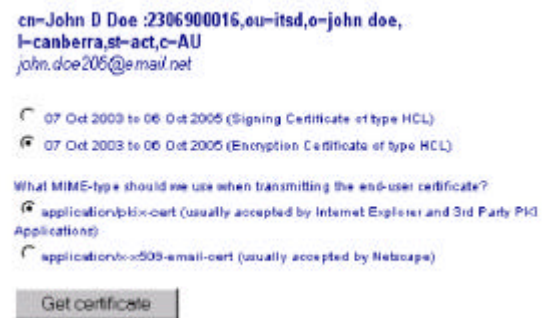 cn=John D Doe :2306900016,ou=itsd,o=john doe,
l=canberra,st=act,c=AU
john.doe206@email.net
07 Oct 2003 to 06 Oct 2005 (Signing Certificate of type HCL)
07 Oct 2003 to 06 Oct 2005 (Encryption Certificate of type HCL)
What MIME-type should we use when transmitting the end-user certificate?
application/pkix-cert (usually accepted by Internet Explorer and 3rd Party PKI
Applications)
application/x-x509-email-cert (usually accepted by Netscape)
Get certificate